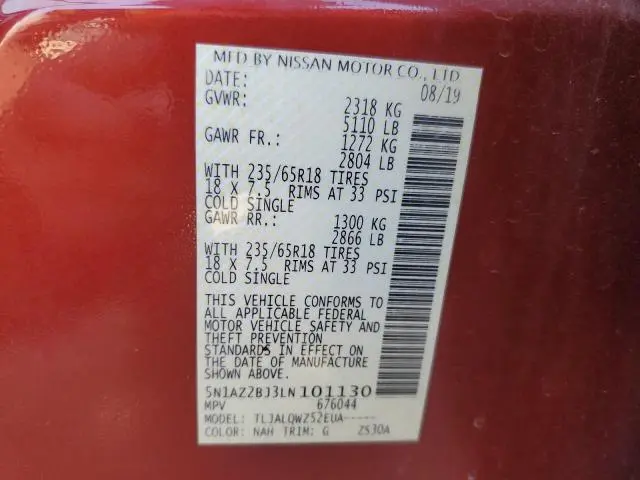 MFD BY NISSAN MOTOR CO., LTD
DATE: 08/19
GVWR: 2318 KG
5110 LB
GAWR FR.: 1272 KG
2804 LB
WITH 235/65R18 TIRES
18 X 7.5 RIMS AT 33 PSI
COLD SINGLE
GAWR RR.: 1300 KG
2866 LB
WITH 235/65R18 TIRES
18 X 7.5 RIMS AT 33 PSI
COLD SINGLE
THIS VEHICLE CONFORMS TO
ALL APPLICABLE FEDERAL
MOTOR VEHICLE SAFETY AND
THEFT PREVENTION
STANDARDS IN EFFECT ON
THE DATE OF MANUFACTURE
SHOWN ABOVE.
5N1AZ2BJ3LN101130
MPV 676044
MODEL: TLJALQWZ52EUA-----
COLOR: NAH TRIM: G ZS30A